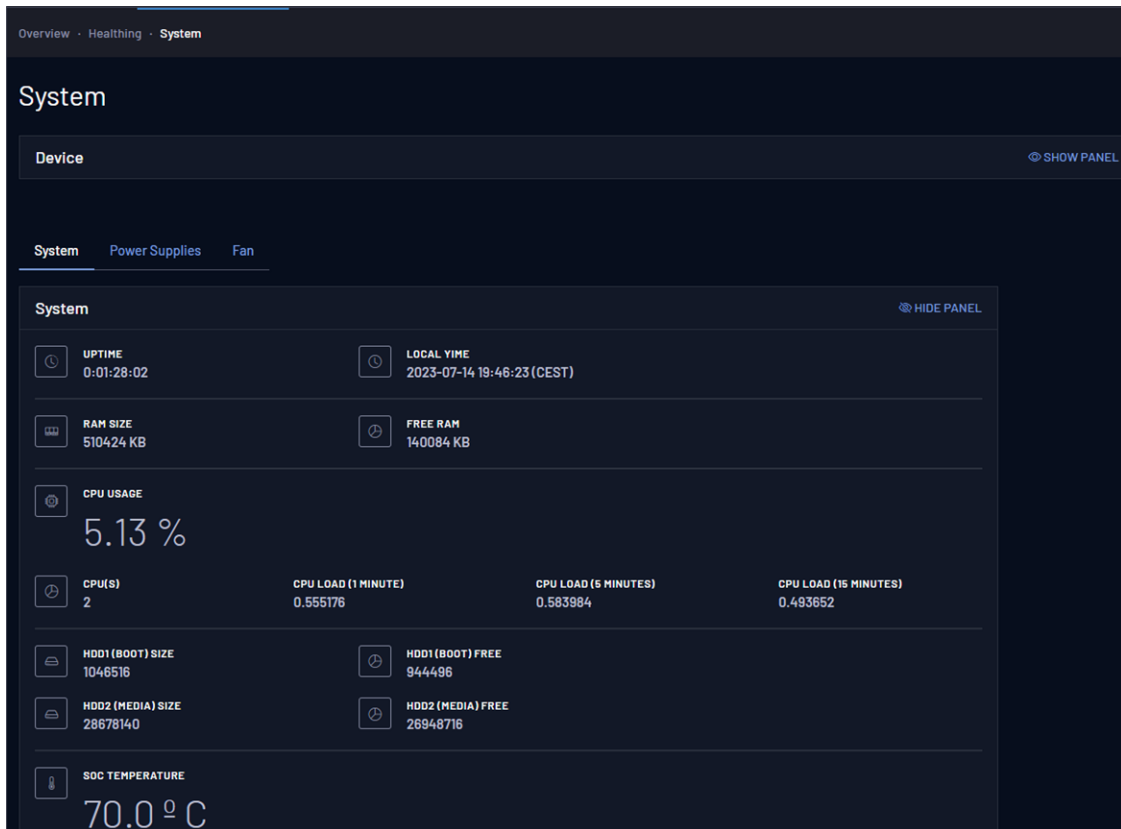 Overview · Healthing · System
System
Device
SHOW PANEL
System Power Supplies Fan
System
HIDE PANEL
UPTIME
0:01:28:02
LOCAL YIME
2023-07-14 19:46:23 (CEST)
RAM SIZE
510424 KB
FREE RAM
140084 KB
CPU USAGE
5.13 %
CPU(S)
2
CPU LOAD (1 MINUTE)
0.555176
CPU LOAD (5 MINUTES)
0.583984
CPU LOAD (15 MINUTES)
0.493652
HDD1 (BOOT) SIZE
1046516
HDD1 (BOOT) FREE
944496
HDD2 (MEDIA) SIZE
28678140
HDD2 (MEDIA) FREE
26948716
SOC TEMPERATURE
70.0 º C